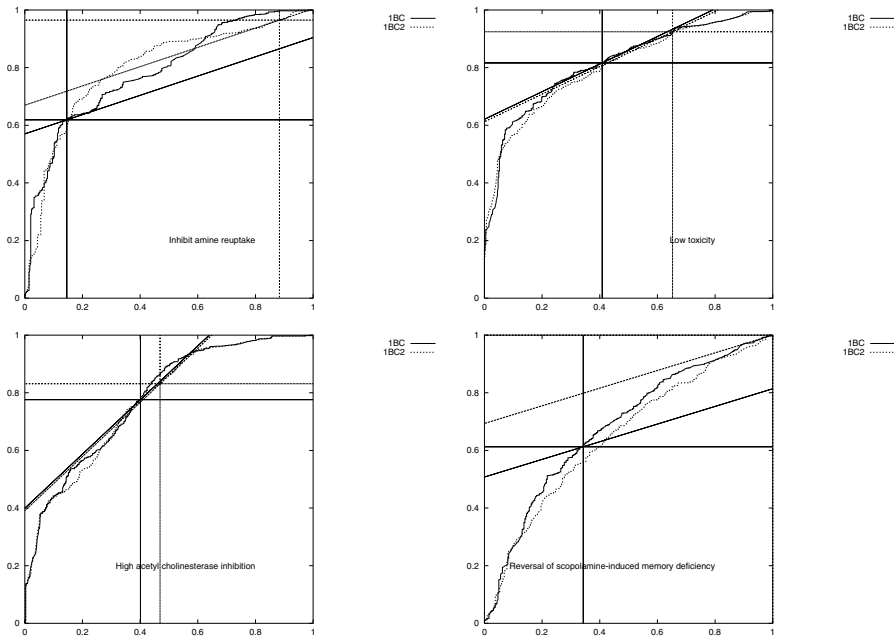 1BC
1BC2
1
0.8
0.6
0.4
0.2
0
Inhibit amine reuptake
0 0.2 0.4 0.6 0.8 1
1BC
1BC2
1
0.8
0.6
0.4
0.2
0
Low toxicity
0 0.2 0.4 0.6 0.8 1
1BC
1BC2
1
0.8
0.6
0.4
0.2
0
High acetyl cholinesterase inhibition
0 0.2 0.4 0.6 0.8 1
1BC
1BC2
1
0.8
0.6
0.4
0.2
0
Reversal of scopolamine-induced memory deficiency
0 0.2 0.4 0.6 0.8 1